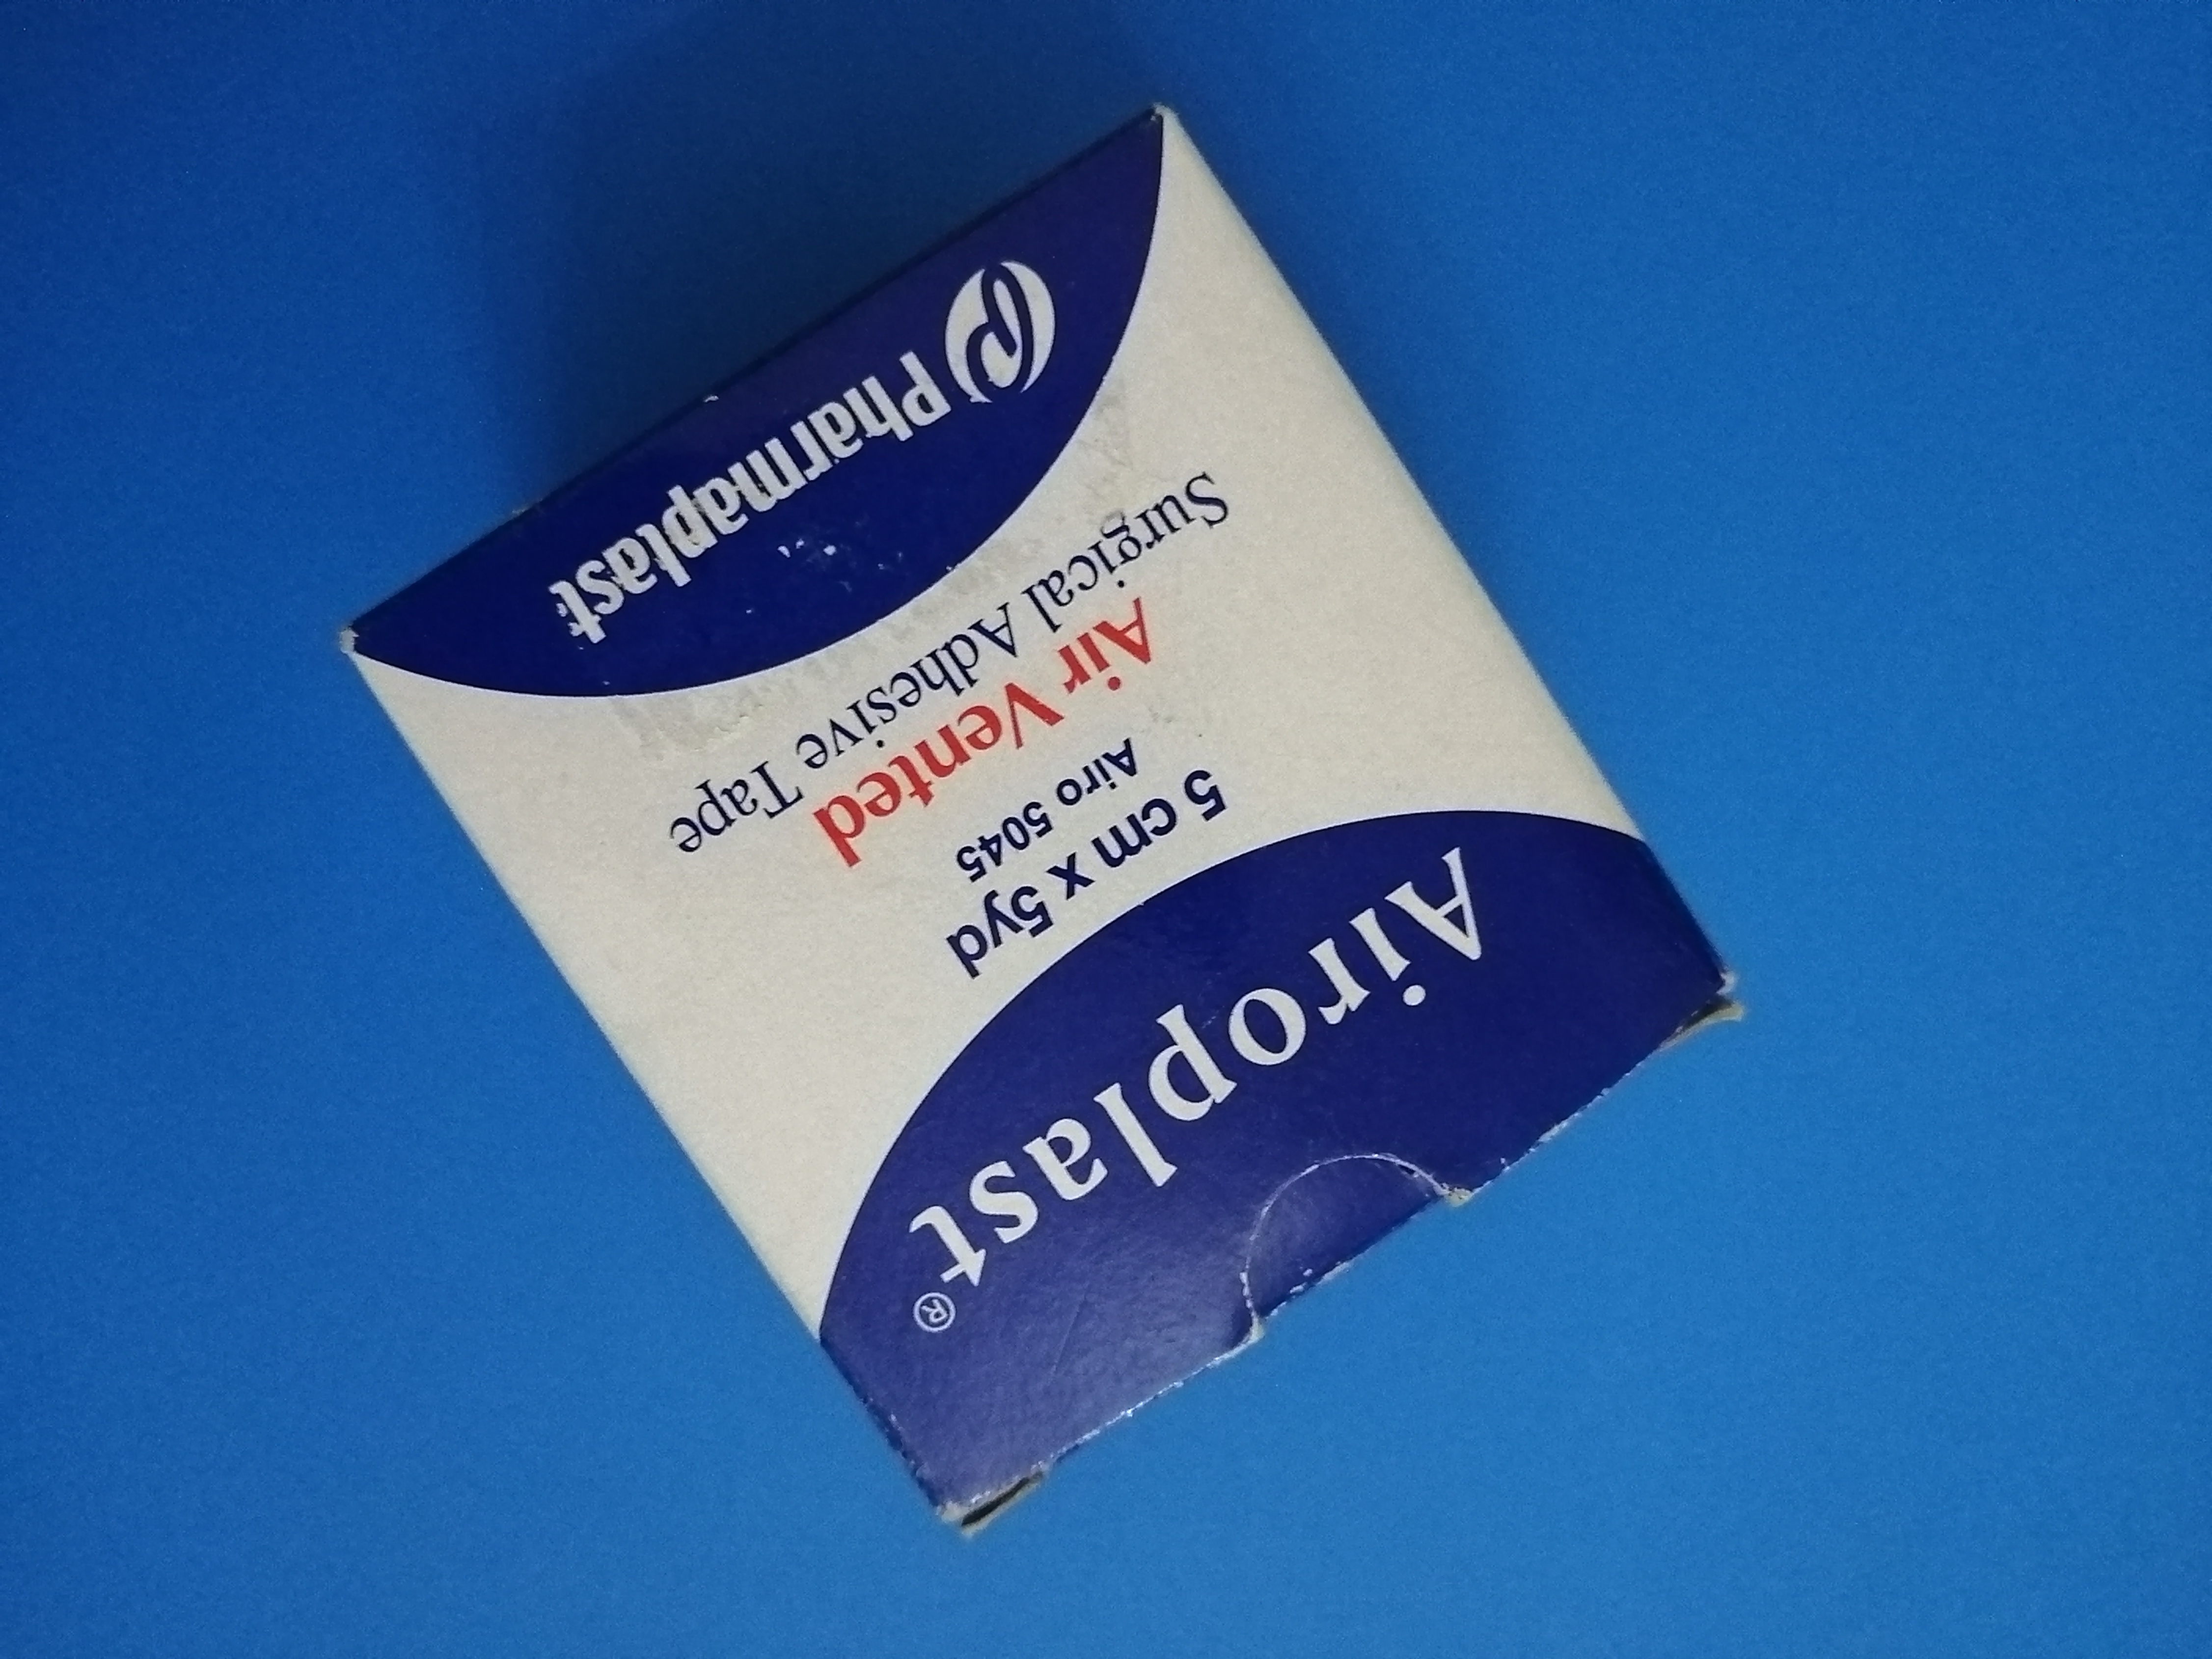 Airoplast®
5 cm x 5yd
Airo 5045
Air Vented
Surgical Adhesive Tape
Pharmaplast